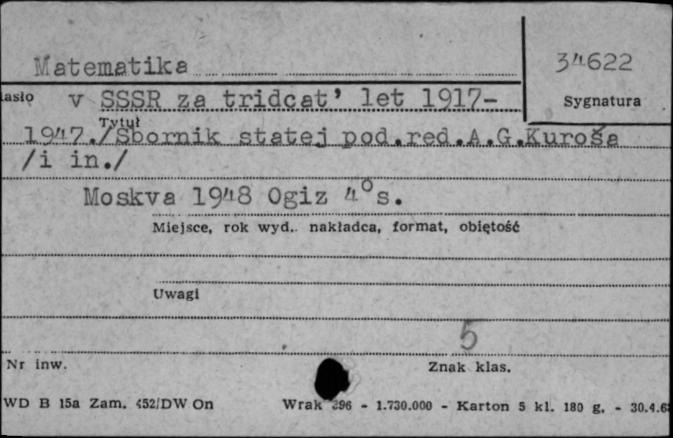 Matematika
34622
asło v SSSR za tridcat' let 1917-
Sygnatura
Tytuł
1947./Sbornik statej pod.red.A.G.Kuroša
/i in./
Moskva 1948 Ogiz 4°s.
Miejsce, rok wyd.. nakładca, format, objętość
Uwagi
5
Nr inw.
Znak klas.
WD B 15a Zam. 452/DW On
Wrak 396 - 1.730.000 - Karton 5 kl. 180 g. - 30.4.6